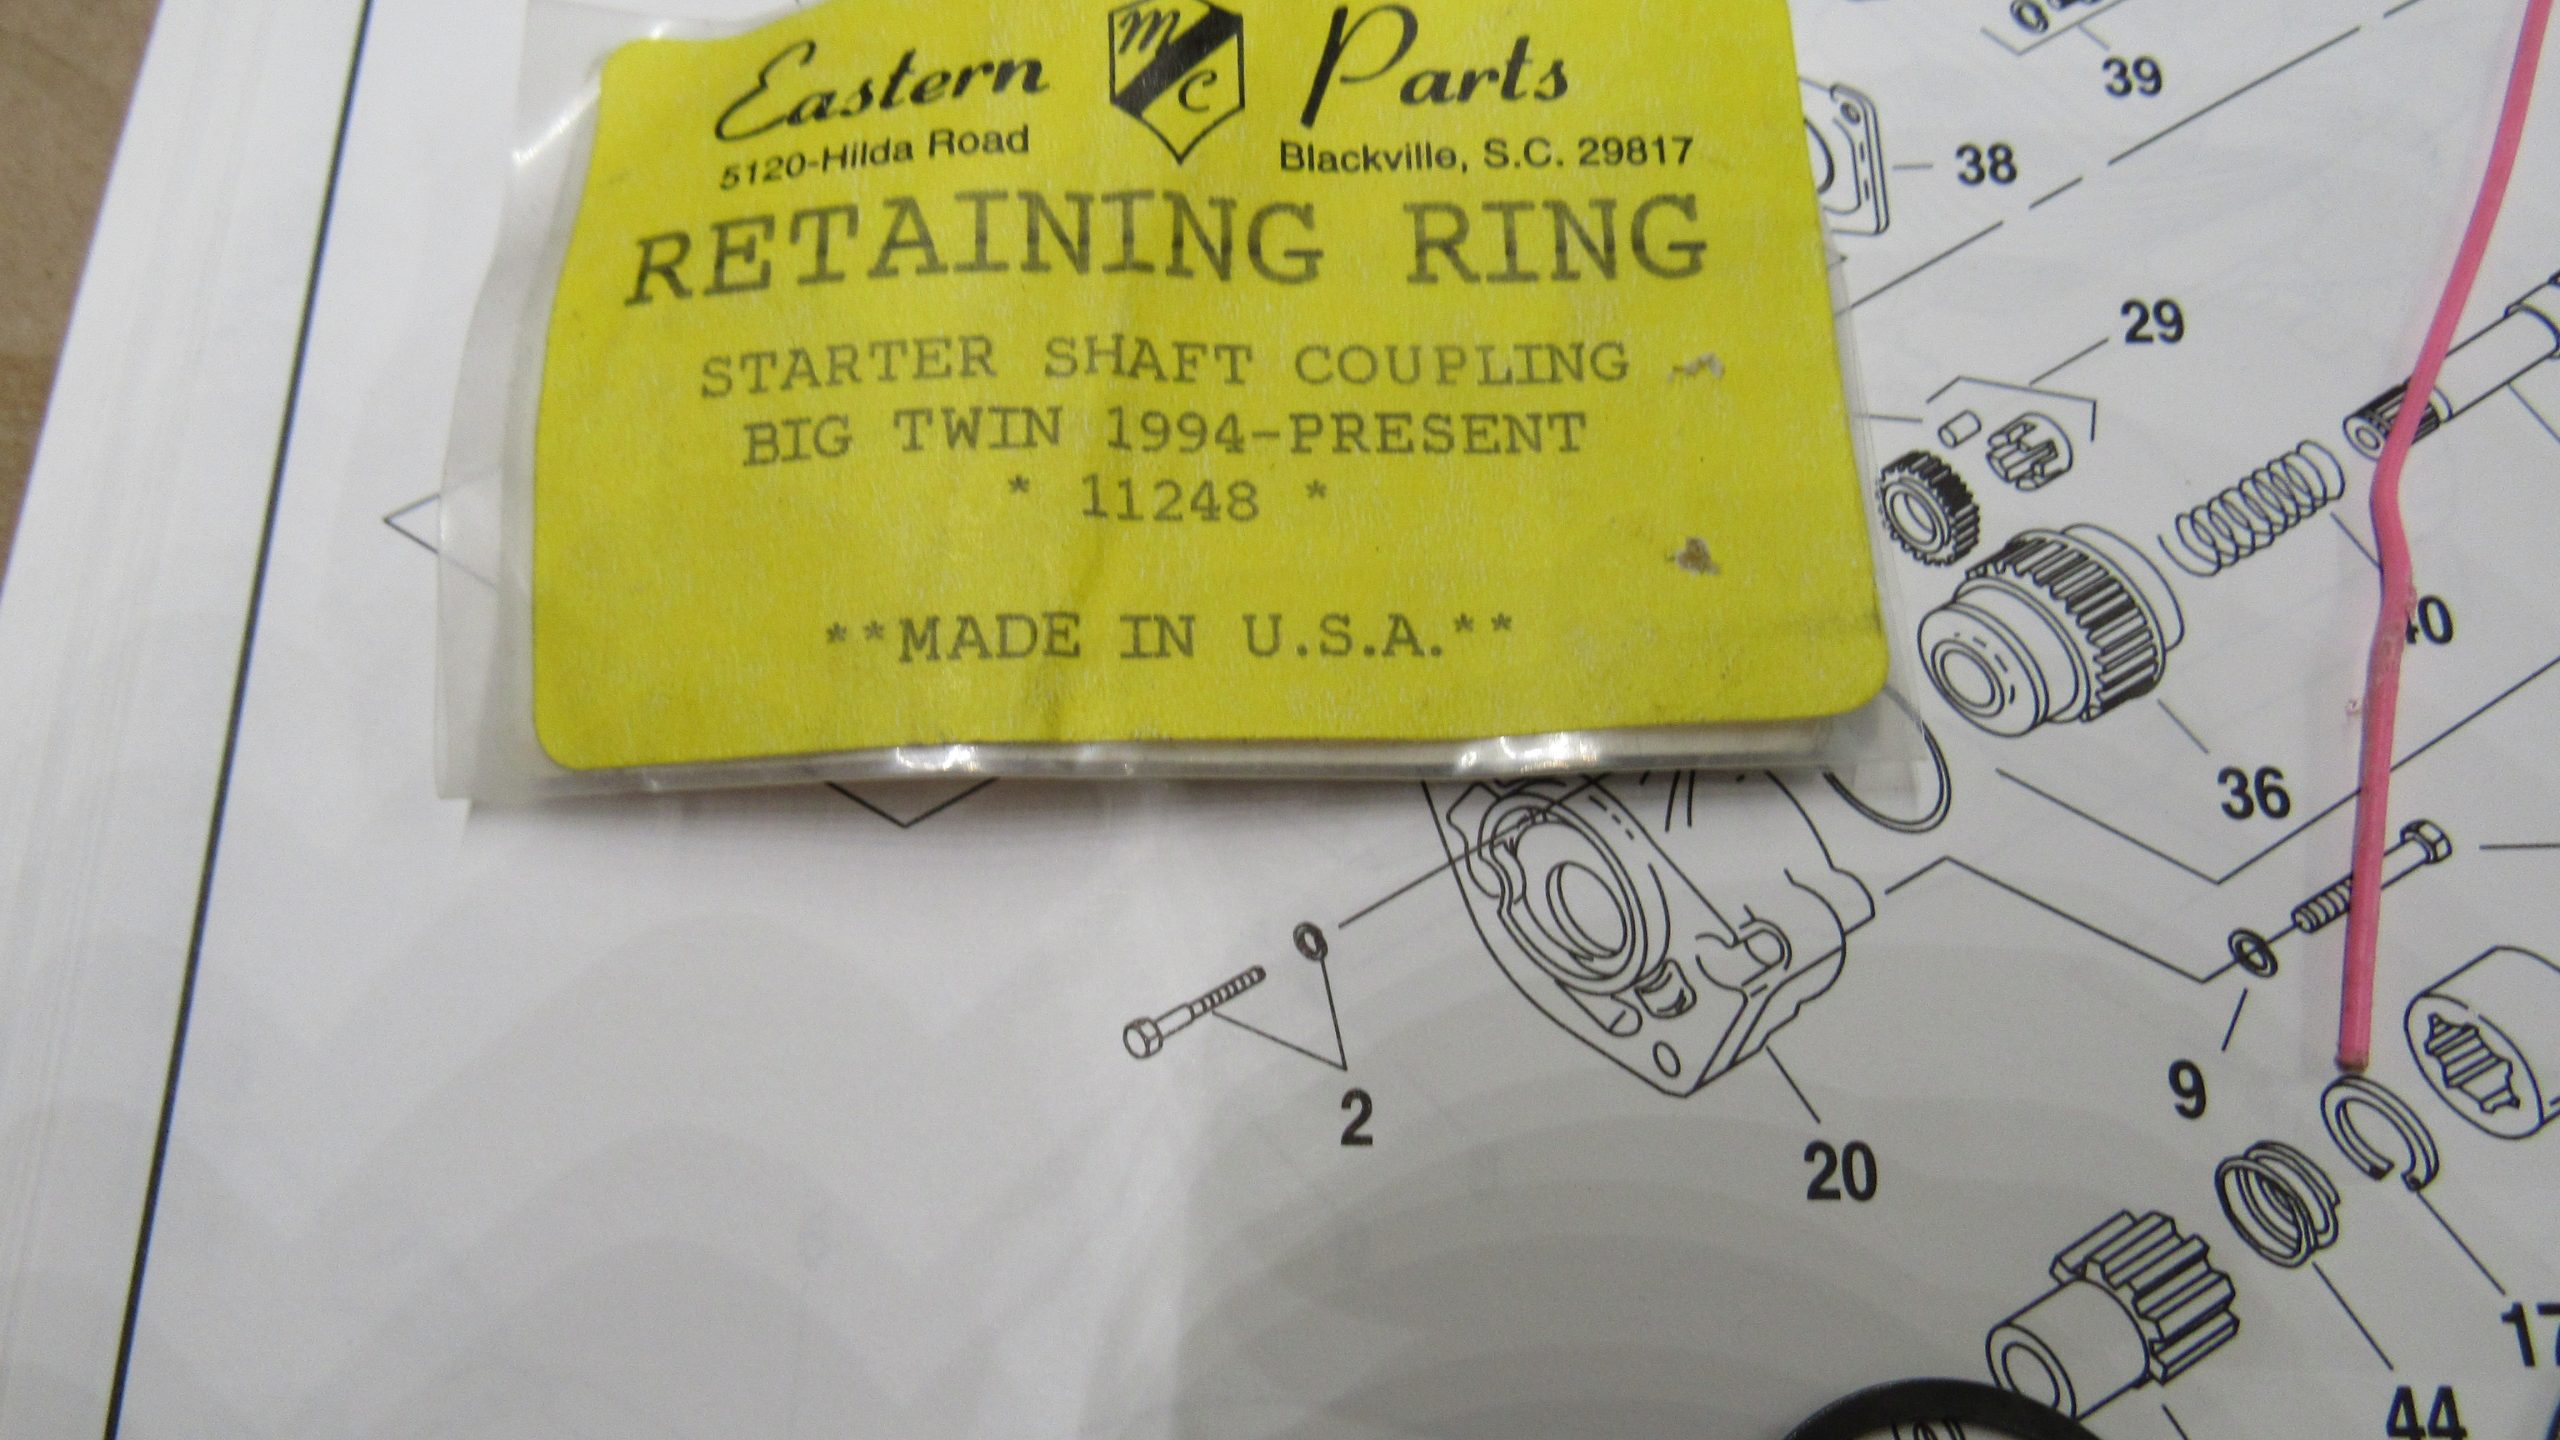 Eastern MC Parts
5120-Hilda Road Blackville, S.C. 29817
RETAINING RING
STARTER SHAFT COUPLING
BIG TWIN 1994-PRESENT
* 11248 *
**MADE IN U.S.A.**
39
38
29
40
36
9
2
20
17
44